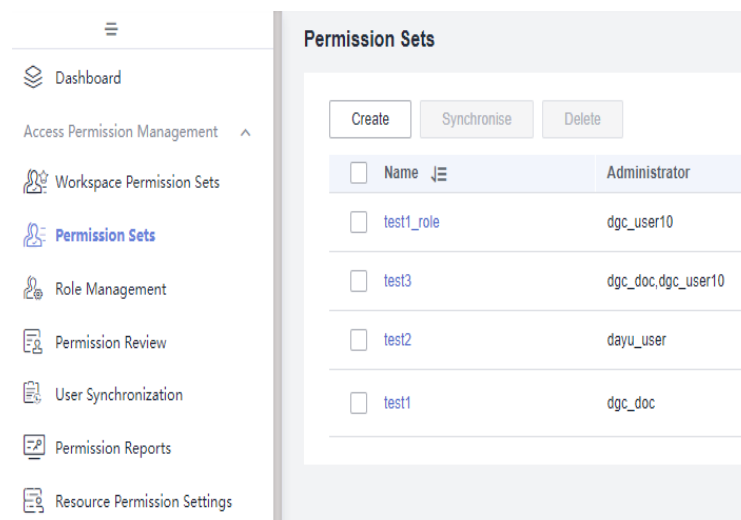 Permission Sets
Dashboard
Access Permission Management
Workspace Permission Sets
Permission Sets
Role Management
Permission Review
User Synchronization
Permission Reports
Resource Permission Settings
Create Synchronise Delete
Name Administrator
test1_role dgc_user10
test3 dgc_doc,dgc_user10
test2 dayu_user
test1 dgc_doc